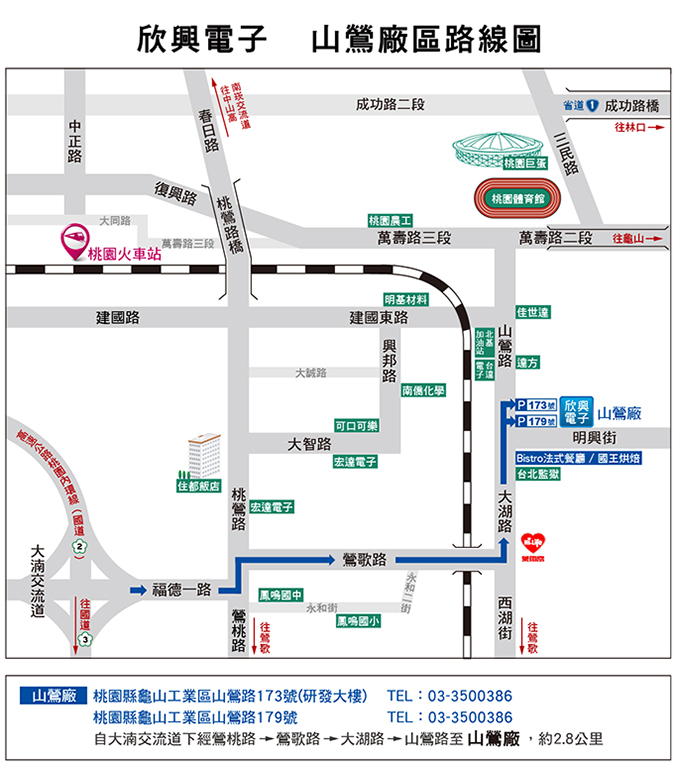 欣興電子 山鶯廠區路線圖
成功路二段
省道 1 成功路橋
往林口
南崁交流道
往中山高
中正路
春日路
三民路
桃園巨蛋
桃園體育館
復興路
桃鶯路橋
大同路
桃園農工
萬壽路三段
萬壽路三段
萬壽路二段
往龜山
桃園火車站
明基材料
建國路
建國東路
佳世達
山鶯路
北基加油站
台達電子
達方
興邦路
大誠路
南僑化學
P 173號
P 179號
欣興電子
山鶯廠
可口可樂
明興街
大智路
宏達電子
Bistro法式餐廳 / 國王烘焙
台北監獄
高速公路桃園內環線(國道2)
住都飯店
桃鶯路
宏達電子
大湖路
大湳交流道
鶯歌路
福德一路
鳳鳴國中
永和二街
永和街
鳳鳴國小
往國道3
鶯桃路
往鶯歌
西湖街
往鶯歌
山鶯廠 桃園縣龜山工業區山鶯路173號(研發大樓) TEL：03-3500386
桃園縣龜山工業區山鶯路179號 TEL：03-3500386
自大湳交流道下經鶯桃路→鶯歌路→大湖路→山鶯路至 山鶯廠 ，約2.8公里